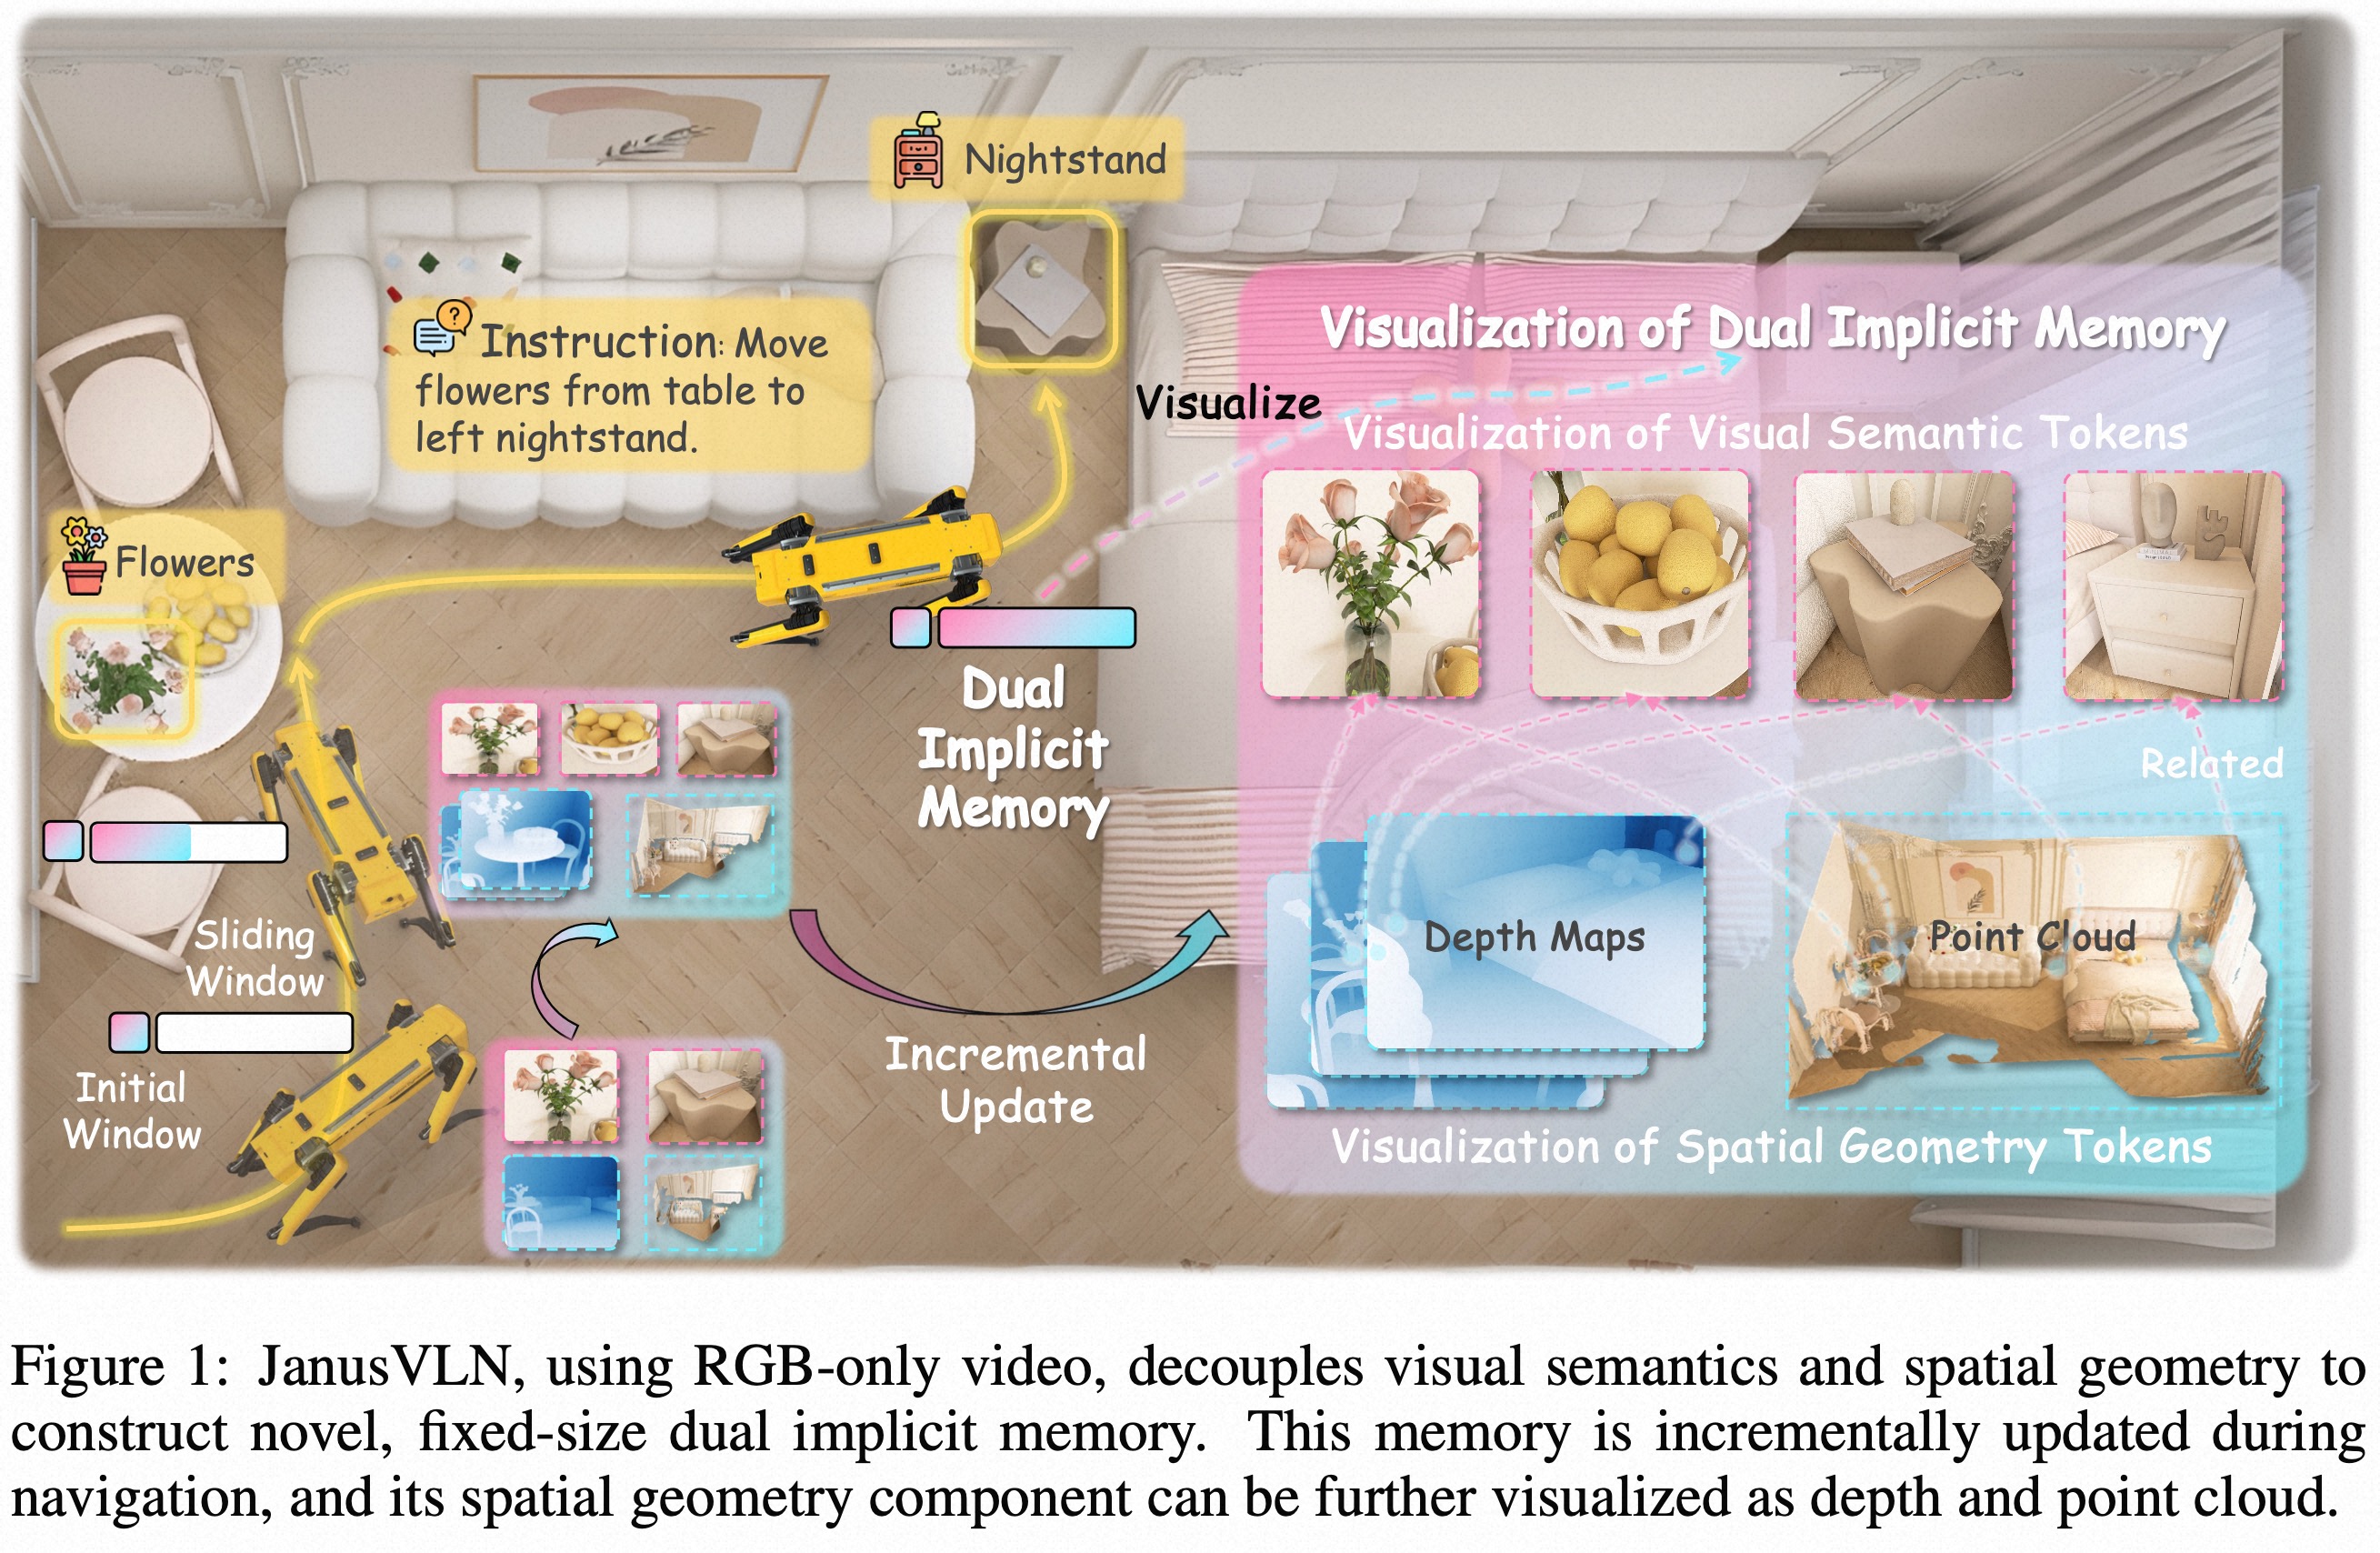 Nightstand
Instruction: Move
flowers from table to
left nightstand.
Flowers
Sliding
Window
Initial
Window
Dual
Implicit
Memory
Incremental
Update
Visualize
Visualization of Dual Implicit Memory
Visualization of Visual Semantic Tokens
Related
Depth Maps
Point Cloud
Visualization of Spatial Geometry Tokens
Figure 1: JanusVLN, using RGB-only video, decouples visual semantics and spatial geometry to
construct novel, fixed-size dual implicit memory. This memory is incrementally updated during
navigation, and its spatial geometry component can be further visualized as depth and point cloud.